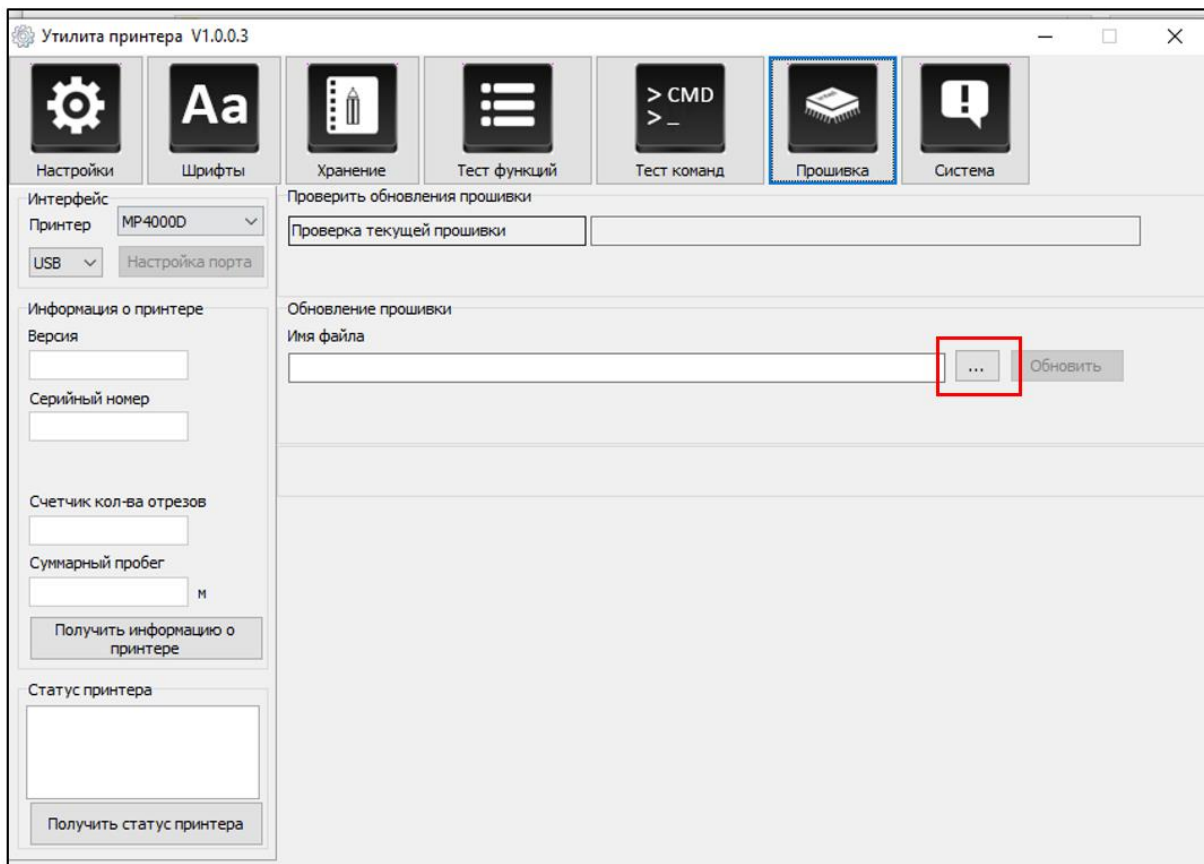 Утилита принтера V1.0.0.3
Aa
> CMD
> _
Настройки
Шрифты
Хранение
Тест функций
Тест команд
Прошивка
Система
Интерфейс
Принтер
MP4000D
USB
Настройка порта
Информация о принтере
Версия
Серийный номер
Счетчик кол-ва отрезов
Суммарный пробег
м
Получить информацию о
принтере
Статус принтера
Получить статус принтера
Проверить обновления прошивки
Проверка текущей прошивки
Обновление прошивки
Имя файла
...
Обновить